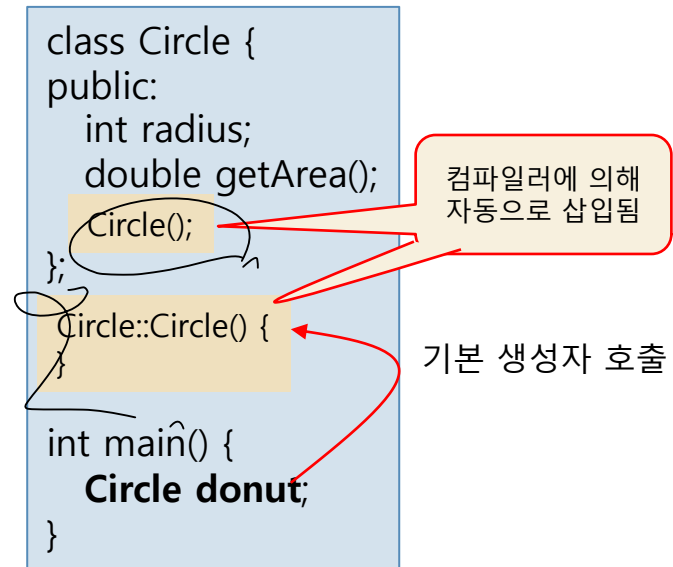 class Circle {
public:
int radius;
double getArea();
컴파일러에 의해
자동으로 삽입됨
Circle();
};
Circle::Circle() {
}
기본 생성자 호출
int main() {
Circle donut;
}